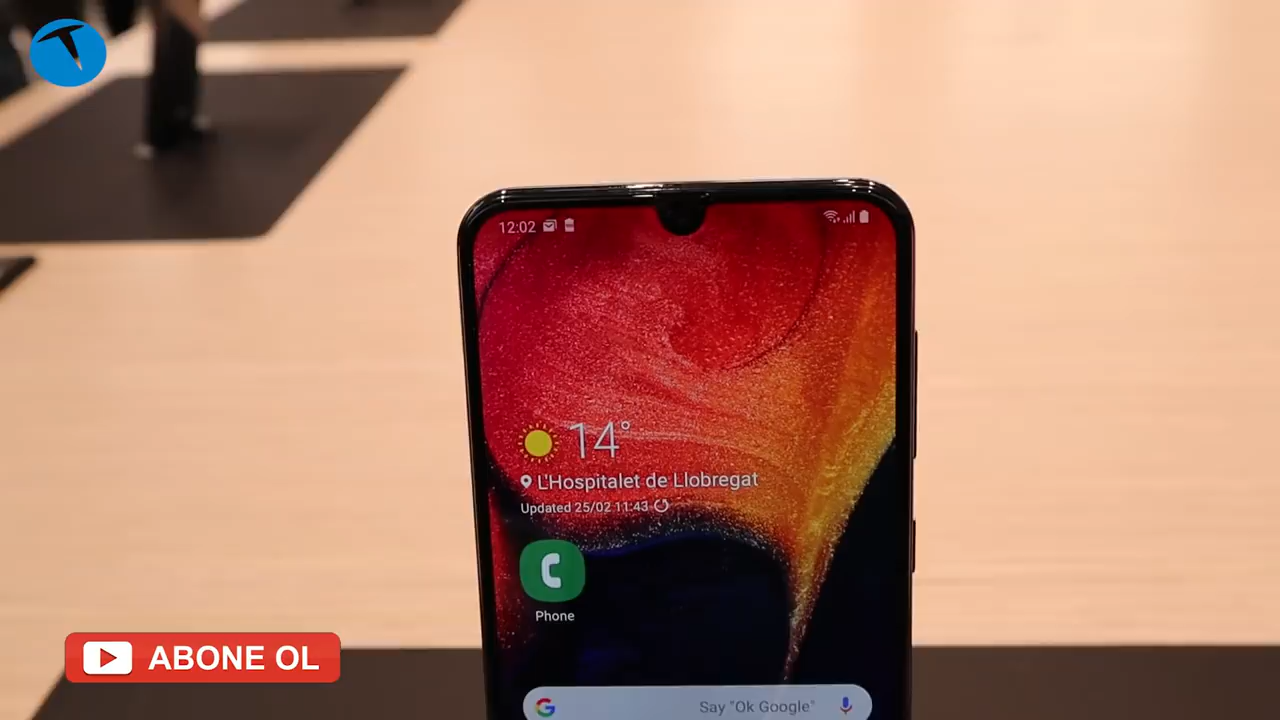 12:02
14°
L'Hospitalet de Llobregat
Updated 25/02 11:43
Phone
Say "Ok Google"
ABONE OL